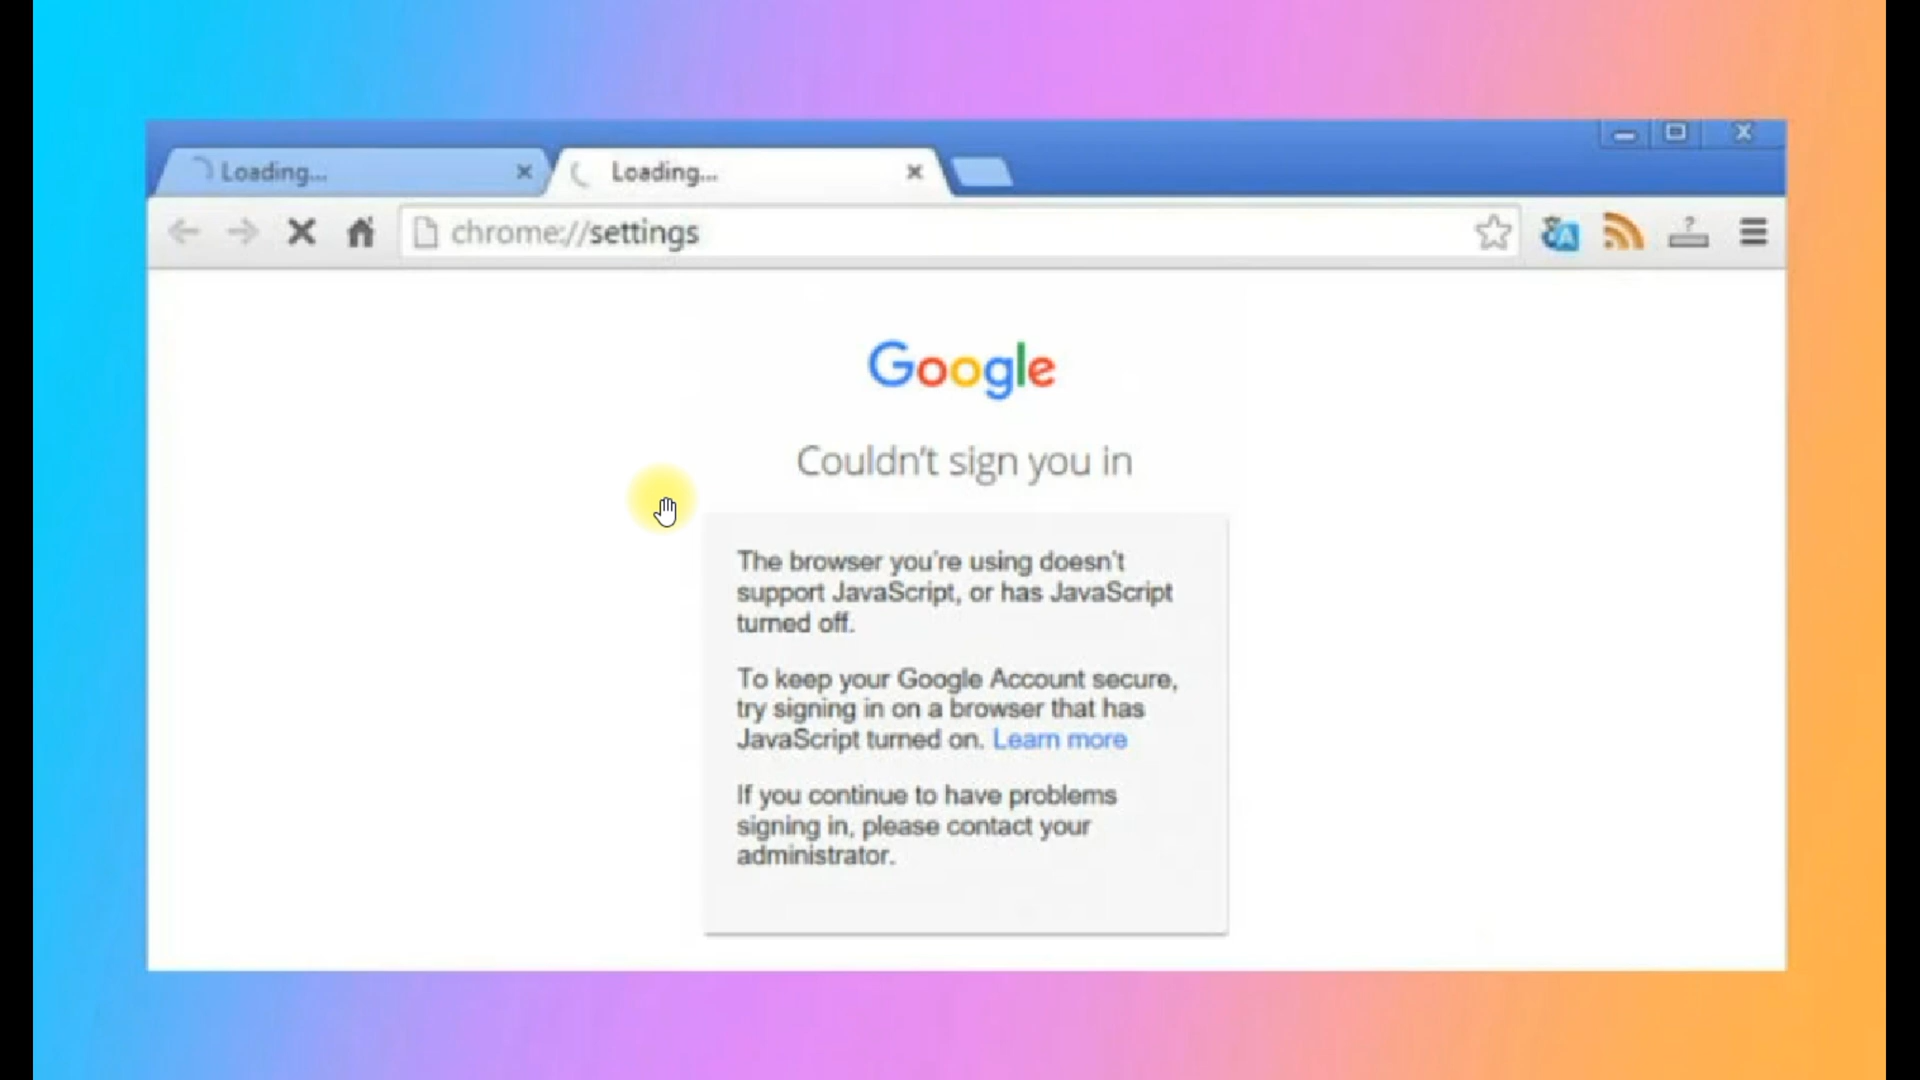 Loading...
Loading...
chrome://settings
Google
Couldn't sign you in
The browser you're using doesn't
support JavaScript, or has JavaScript
turned off.
To keep your Google Account secure,
try signing in on a browser that has
JavaScript turned on. Learn more
If you continue to have problems
signing in, please contact your
administrator.